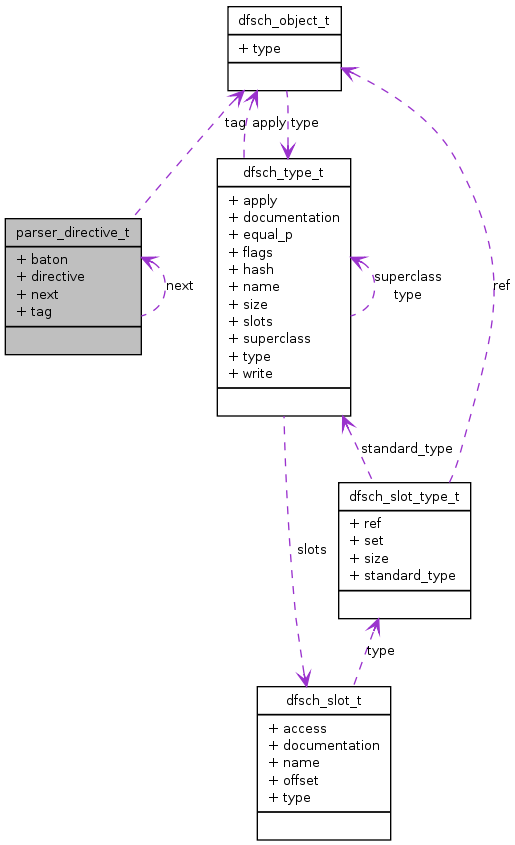 dfsch_object_t
+ type
tag
apply
type
dfsch_type_t
+ apply
+ documentation
+ equal_p
+ flags
+ hash
+ name
+ size
+ slots
+ superclass
+ type
+ write
parser_directive_t
+ baton
+ directive
+ next
+ tag
next
superclass
type
ref
standard_type
dfsch_slot_type_t
+ ref
+ set
+ size
+ standard_type
slots
type
dfsch_slot_t
+ access
+ documentation
+ name
+ offset
+ type